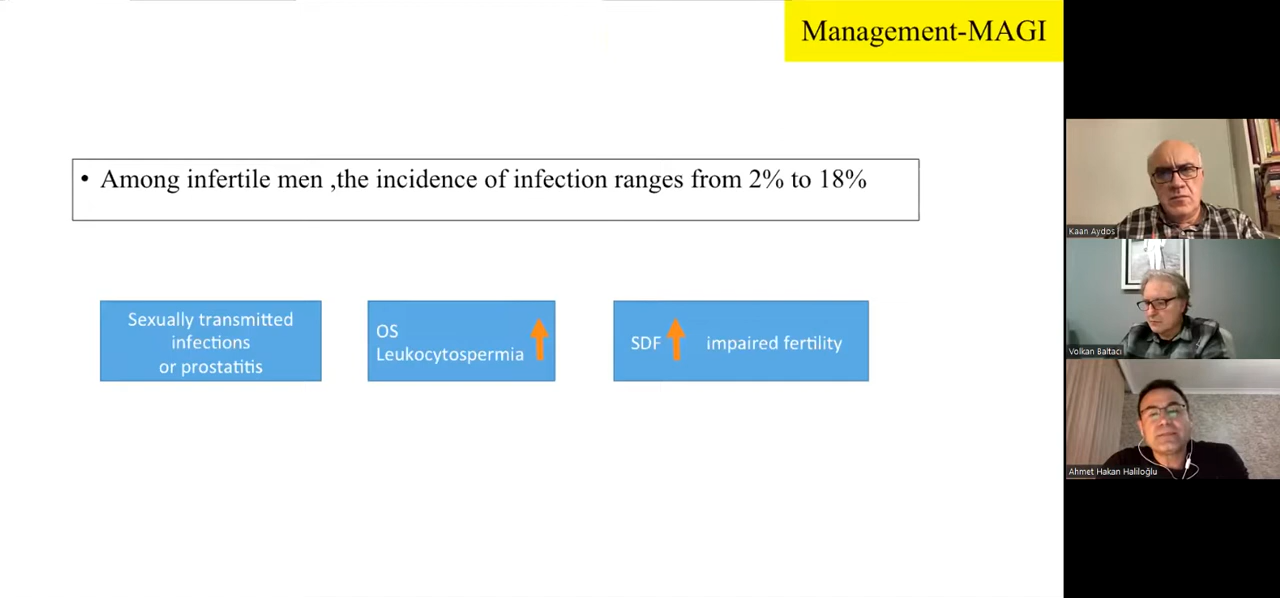 Management-MAGI
• Among infertile men ,the incidence of infection ranges from 2% to 18%
Sexually transmitted
infections
or prostatitis
OS
Leukocytospermia
SDF
impaired fertility
Kaan Aydos
Volkan Baltacı
Ahmet Hakan Haliloğlu